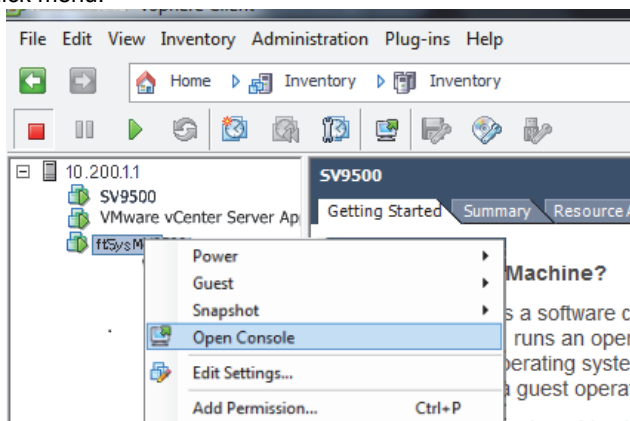 File Edit View Inventory Administration Plug-ins Help
Home Inventory Inventory
10.200.1.1
SV9500
VMware vCenter Server Ap
ftSysM
SV9500
Getting Started Summary Resource A
Power
Guest
Snapshot
Open Console
Edit Settings...
Add Permission... Ctrl+P
Machine?
s a software c
runs an oper
perating syste
a guest operat